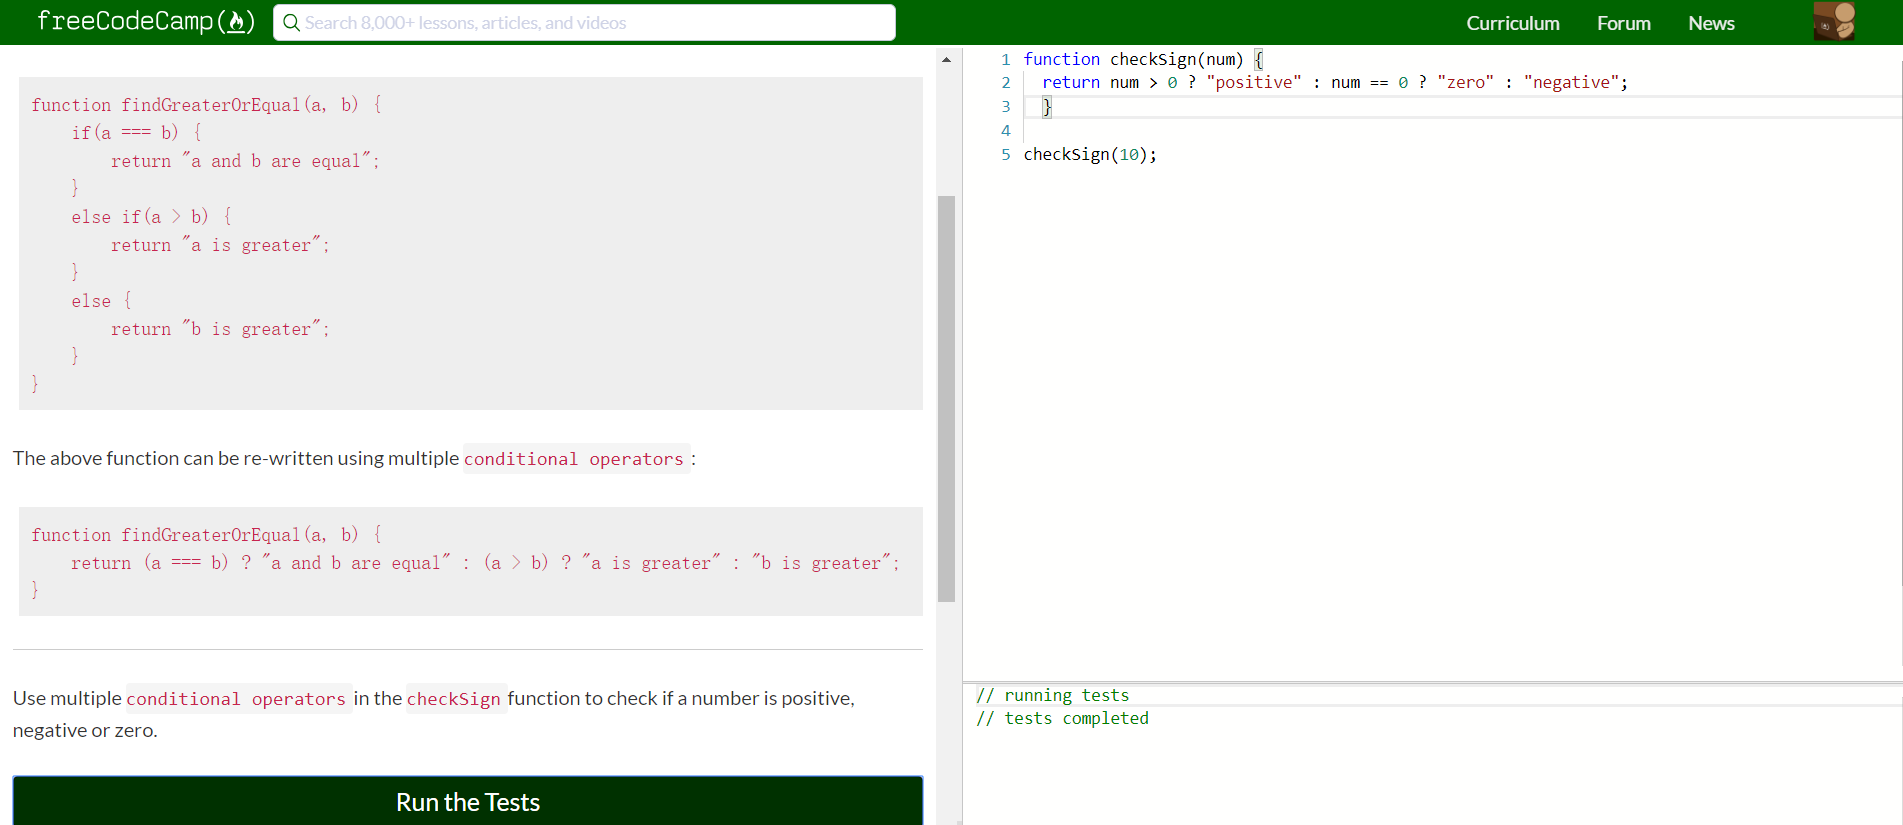 freeCodeCamp(🔥)
Search 8,000+ lessons, articles, and videos
Curriculum
Forum
News
function findGreaterOrEqual(a, b) {
    if(a === b) {
        return "a and b are equal";
    }
    else if(a > b) {
        return "a is greater";
    }
    else {
        return "b is greater";
    }
}
The above function can be re-written using multiple conditional operators :
function findGreaterOrEqual(a, b) {
    return (a === b) ? "a and b are equal" : (a > b) ? "a is greater" : "b is greater";
}
Use multiple conditional operators in the checkSign function to check if a number is positive,
negative or zero.
Run the Tests
1 function checkSign(num) {
2   return num > 0 ? "positive" : num == 0 ? "zero" : "negative";
3   }
4
5 checkSign(10);
// running tests
// tests completed